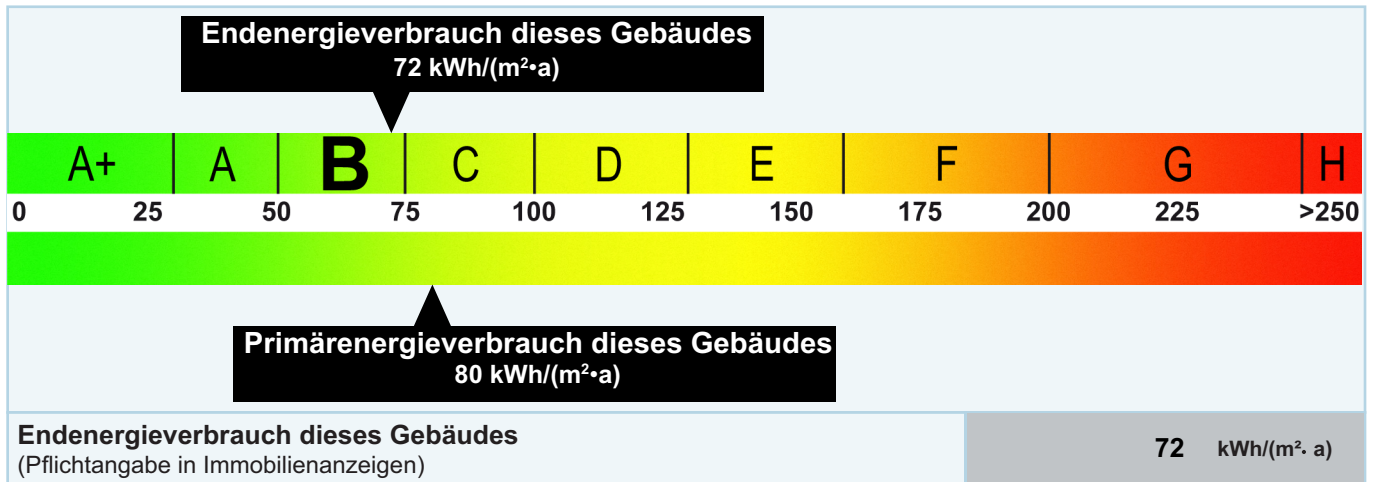 Endenergieverbrauch dieses Gebäudes
72 kWh/(m²•a)
A+ A B C D E F G H
0 25 50 75 100 125 150 175 200 225 >250
Primärenergieverbrauch dieses Gebäudes
80 kWh/(m²•a)
Endenergieverbrauch dieses Gebäudes
(Pflichtangabe in Immobilienanzeigen)
72 kWh/(m²· a)